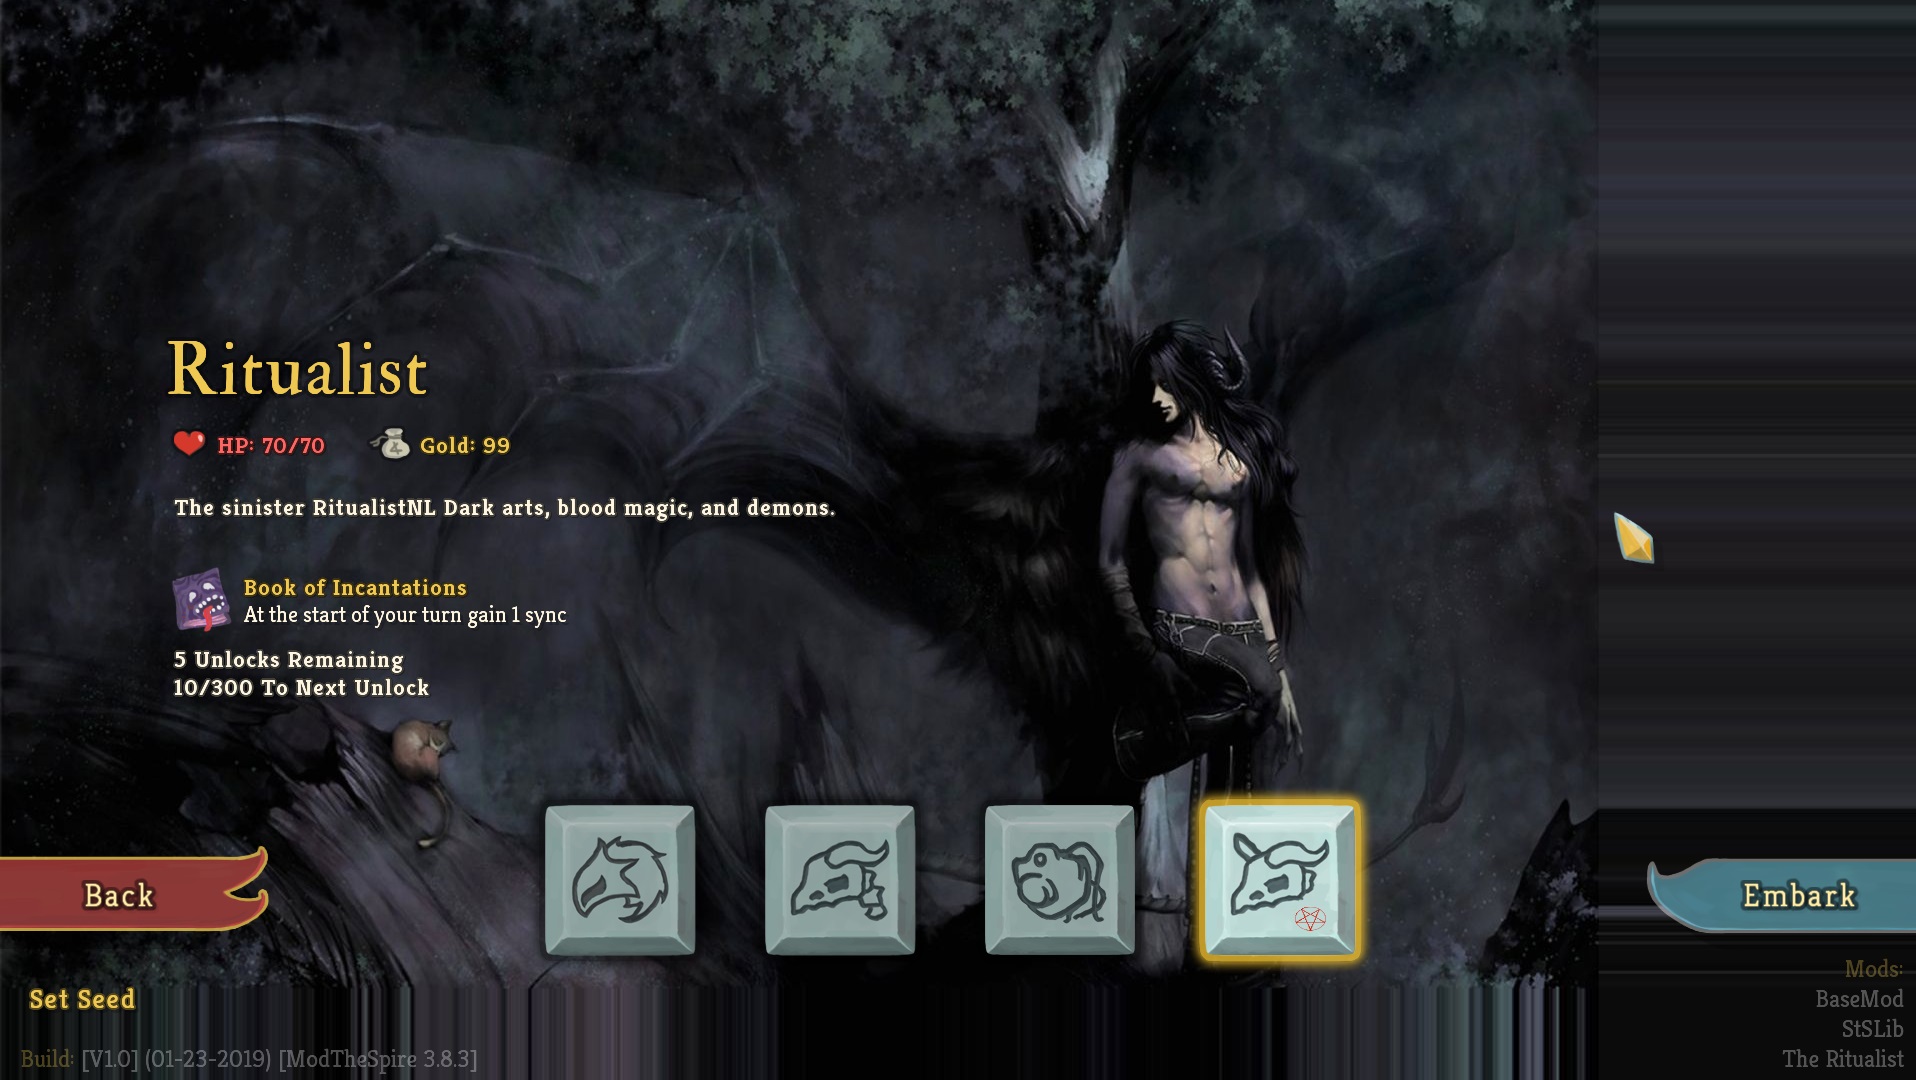 Ritualist
HP: 70/70 Gold: 99
The sinister RitualistNL Dark arts, blood magic, and demons.
Book of Incantations
At the start of your turn gain 1 sync
5 Unlocks Remaining
10/300 To Next Unlock
Back
Embark
Set Seed
Mods:
BaseMod
StSLib
The Ritualist
Build: [V1.0] (01-23-2019) [ModTheSpire 3.8.3]